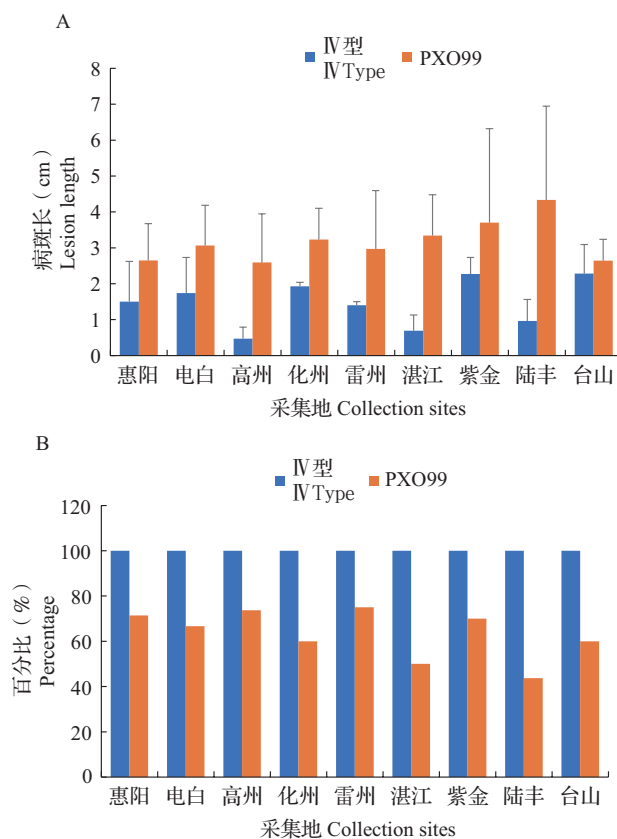 A
Ⅳ型
ⅣType
PXO99
病斑长（cm）
Lesion length
8
7
6
5
4
3
2
1
0
惠阳 电白 高州 化州 雷州 湛江 紫金 陆丰 台山
采集地 Collection sites
B
Ⅳ型
ⅣType
PXO99
百分比（%）
Percentage
120
100
80
60
40
20
0
惠阳 电白 高州 化州 雷州 湛江 紫金 陆丰 台山
采集地 Collection sites